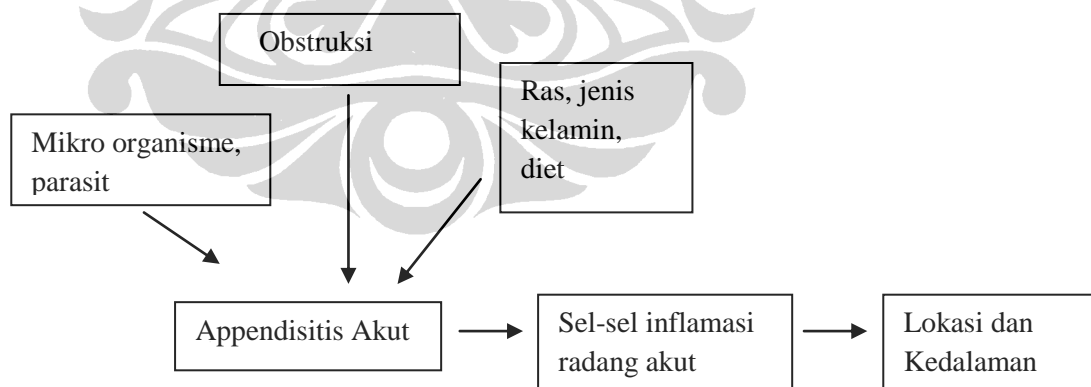 Obstruksi
Ras, jenis
kelamin,
diet
Mikro organisme,
parasit
Appendisitis Akut
Sel-sel inflamasi
radang akut
Lokasi dan
Kedalaman